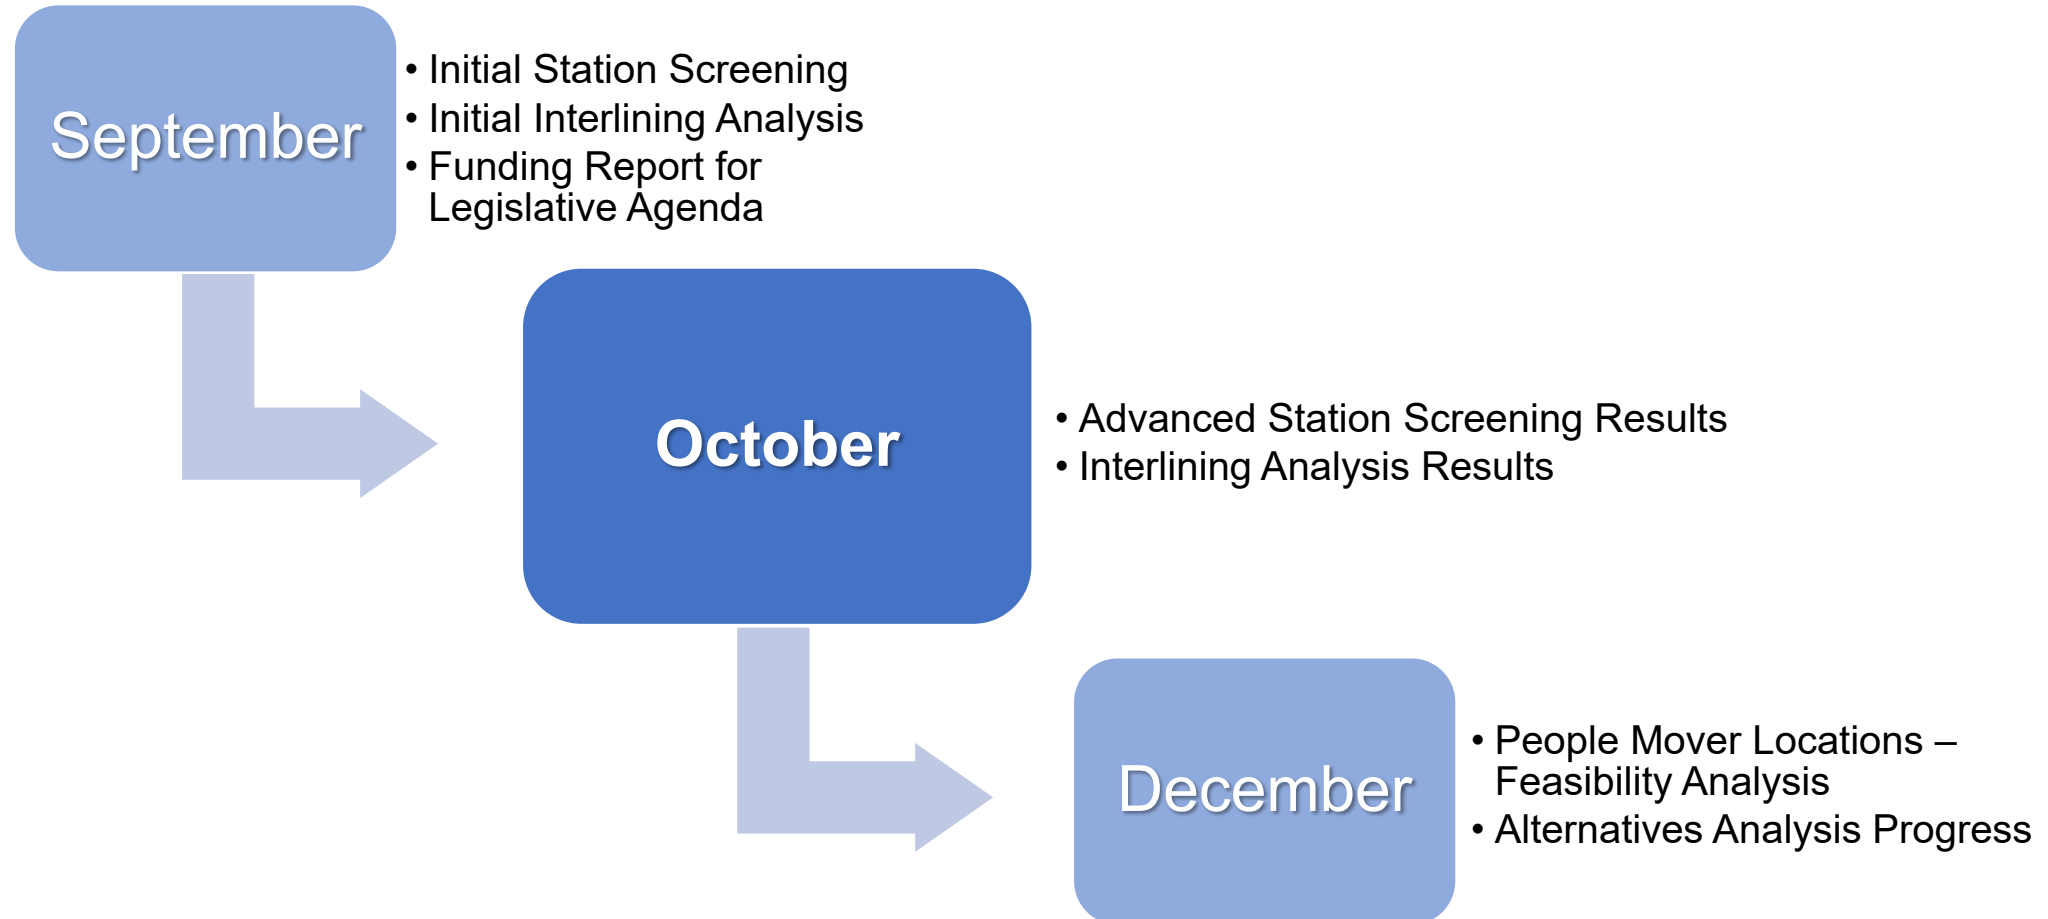 September
• Initial Station Screening
• Initial Interlining Analysis
• Funding Report for
Legislative Agenda
October
• Advanced Station Screening Results
• Interlining Analysis Results
December
• People Mover Locations –
Feasibility Analysis
• Alternatives Analysis Progress